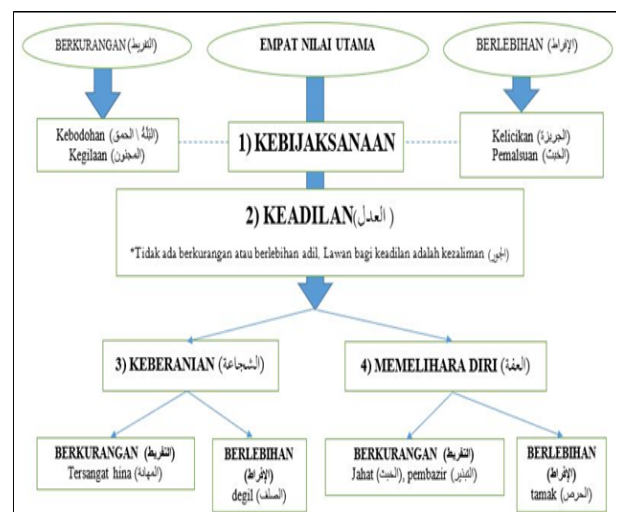 BERKURANGAN (التفريط)
EMPAT NILAI UTAMA
BERLEBIHAN (الإفراط)
Kebodohan (البَلَهُ \ الحمق)
Kegilaan (المجنون)
1) KEBIJAKSANAAN
Kelicikan (الجربزة)
Pemalsuan (الخبث)
2) KEADILAN(العدل )
*Tidak ada berkurangan atau berlebihan adil, Lawan bagi keadilan adalah kezaliman (الجور)
3) KEBERANIAN (الشجاعة)
4) MEMELIHARA DIRI (العفة)
BERKURANGAN (التفريط)
Tersangat hina (المهانة)
BERLEBIHAN
(الإفراط)
degil (الصلف)
BERKURANGAN (التفريط)
Jahat (الخبث), pembazir (التبذير)
BERLEBIHAN
(الإفراط)
tamak (الحرص)